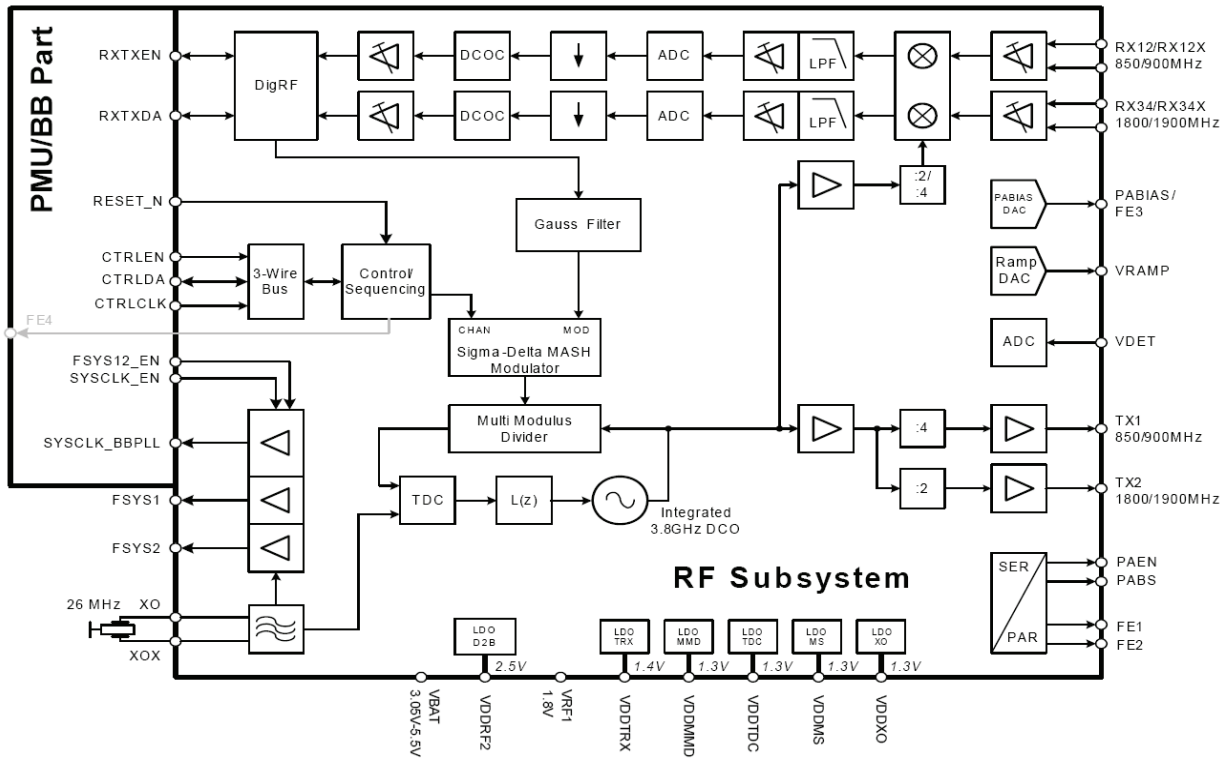 PMU/BB Part
RXTXEN
RXTXDA
RESET_N
CTRLEN
CTRLDA
CTRLCLK
FE4
FSYS12_EN
SYSCLK_EN
SYSCLK_BBPLL
FSYS1
FSYS2
26 MHz XO
XOX
DigRF
DCOC
ADC
LPF
DCOC
ADC
LPF
RX12/RX12X
850/900MHz
RX34/RX34X
1800/1900MHz
:2/
:4
Gauss Filter
3-Wire
Bus
Control/
Sequencing
CHAN MOD
Sigma-Delta MASH
Modulator
Multi Modulus
Divider
TDC
L(z)
Integrated
3.8GHz DCO
PABIAS
DAC
PABIAS/
FE3
Ramp
DAC
VRAMP
ADC
VDET
:4
TX1
850/900MHz
:2
TX2
1800/1900MHz
RF Subsystem
SER
PAR
PAEN
PABS
FE1
FE2
LDO
D2B
2.5V
LDO
TRX
1.4V
LDO
MMD
1.3V
LDO
TDC
1.3V
LDO
MS
1.3V
LDO
XO
1.3V
VBAT
3.05V-5.5V
VDDRF2
VRF1
1.8V
VDDTRX
VDDMMD
VDDTDC
VDDMS
VDDXO